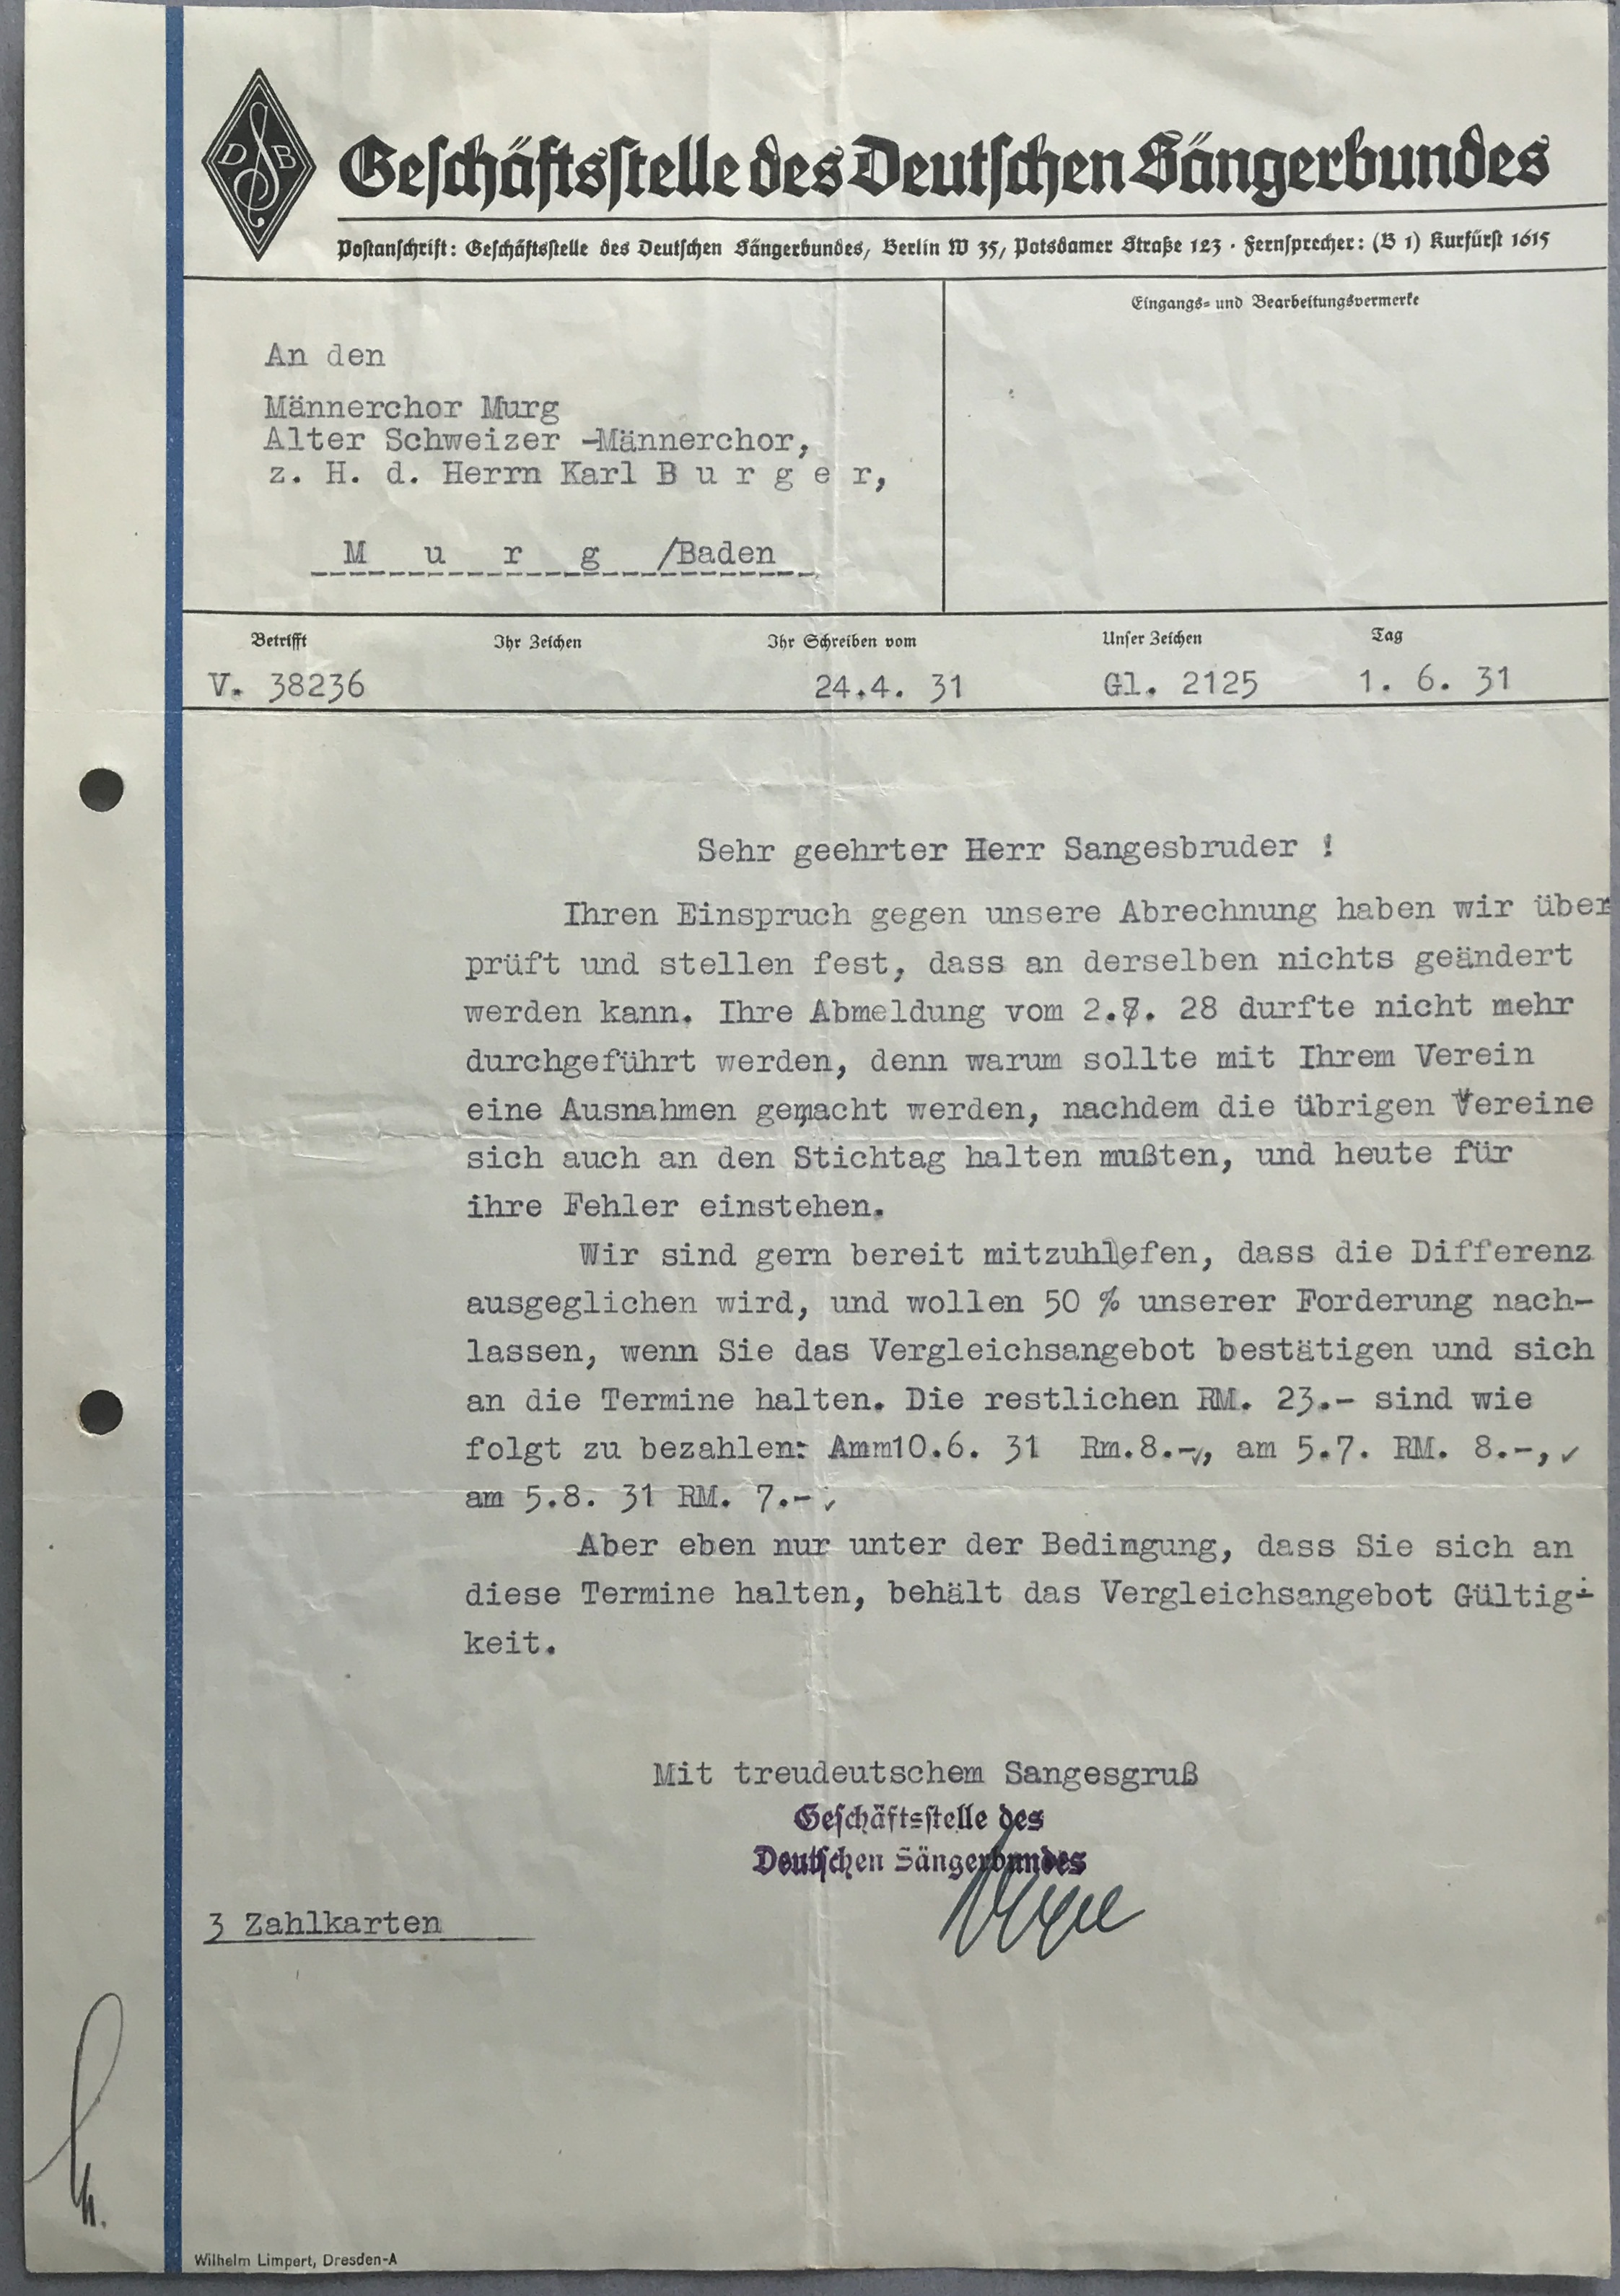 DSB
Geschäftsstelle des Deutschen Sängerbundes
Postanschrift: Geschäftsstelle des Deutschen Sängerbundes, Berlin W 35, Potsdamer Straße 123 · Fernsprecher: (B 1) Kurfürst 1615
Eingangs- und Bearbeitungsvermerke
An den
Männerchor Murg
Alter Schweizer -Männerchor,
z. H. d. Herrn Karl B u r g e r,
M u r g /Baden
Betrifft Ihr Zeichen Ihr Schreiben vom Unser Zeichen Tag
V. 38236 24.4. 31 Gl. 2125 1. 6. 31
Sehr geehrter Herr Sangesbruder !
Ihren Einspruch gegen unsere Abrechnung haben wir über
prüft und stellen fest, dass an derselben nichts geändert
werden kann. Ihre Abmeldung vom 2.7. 28 durfte nicht mehr
durchgeführt werden, denn warum sollte mit Ihrem Verein
eine Ausnahmen gemacht werden, nachdem die übrigen Vereine
sich auch an den Stichtag halten mußten, und heute für
ihre Fehler einstehen.
Wir sind gern bereit mitzuhlefen, dass die Differenz
ausgeglichen wird, und wollen 50 % unserer Forderung nach-
lassen, wenn Sie das Vergleichsangebot bestätigen und sich
an die Termine halten. Die restlichen RM. 23.- sind wie
folgt zu bezahlen: Amm10.6. 31 Rm.8.-, am 5.7. RM. 8.-, ✓
am 5.8. 31 RM. 7.- ✓
Aber eben nur unter der Bedingung, dass Sie sich an
diese Termine halten, behält das Vergleichsangebot Gültig-
keit.
Mit treudeutschem Sangesgruß
Geschäftsstelle des
Deutschen Sängerbundes
3 Zahlkarten
Wilhelm Limpert, Dresden-A